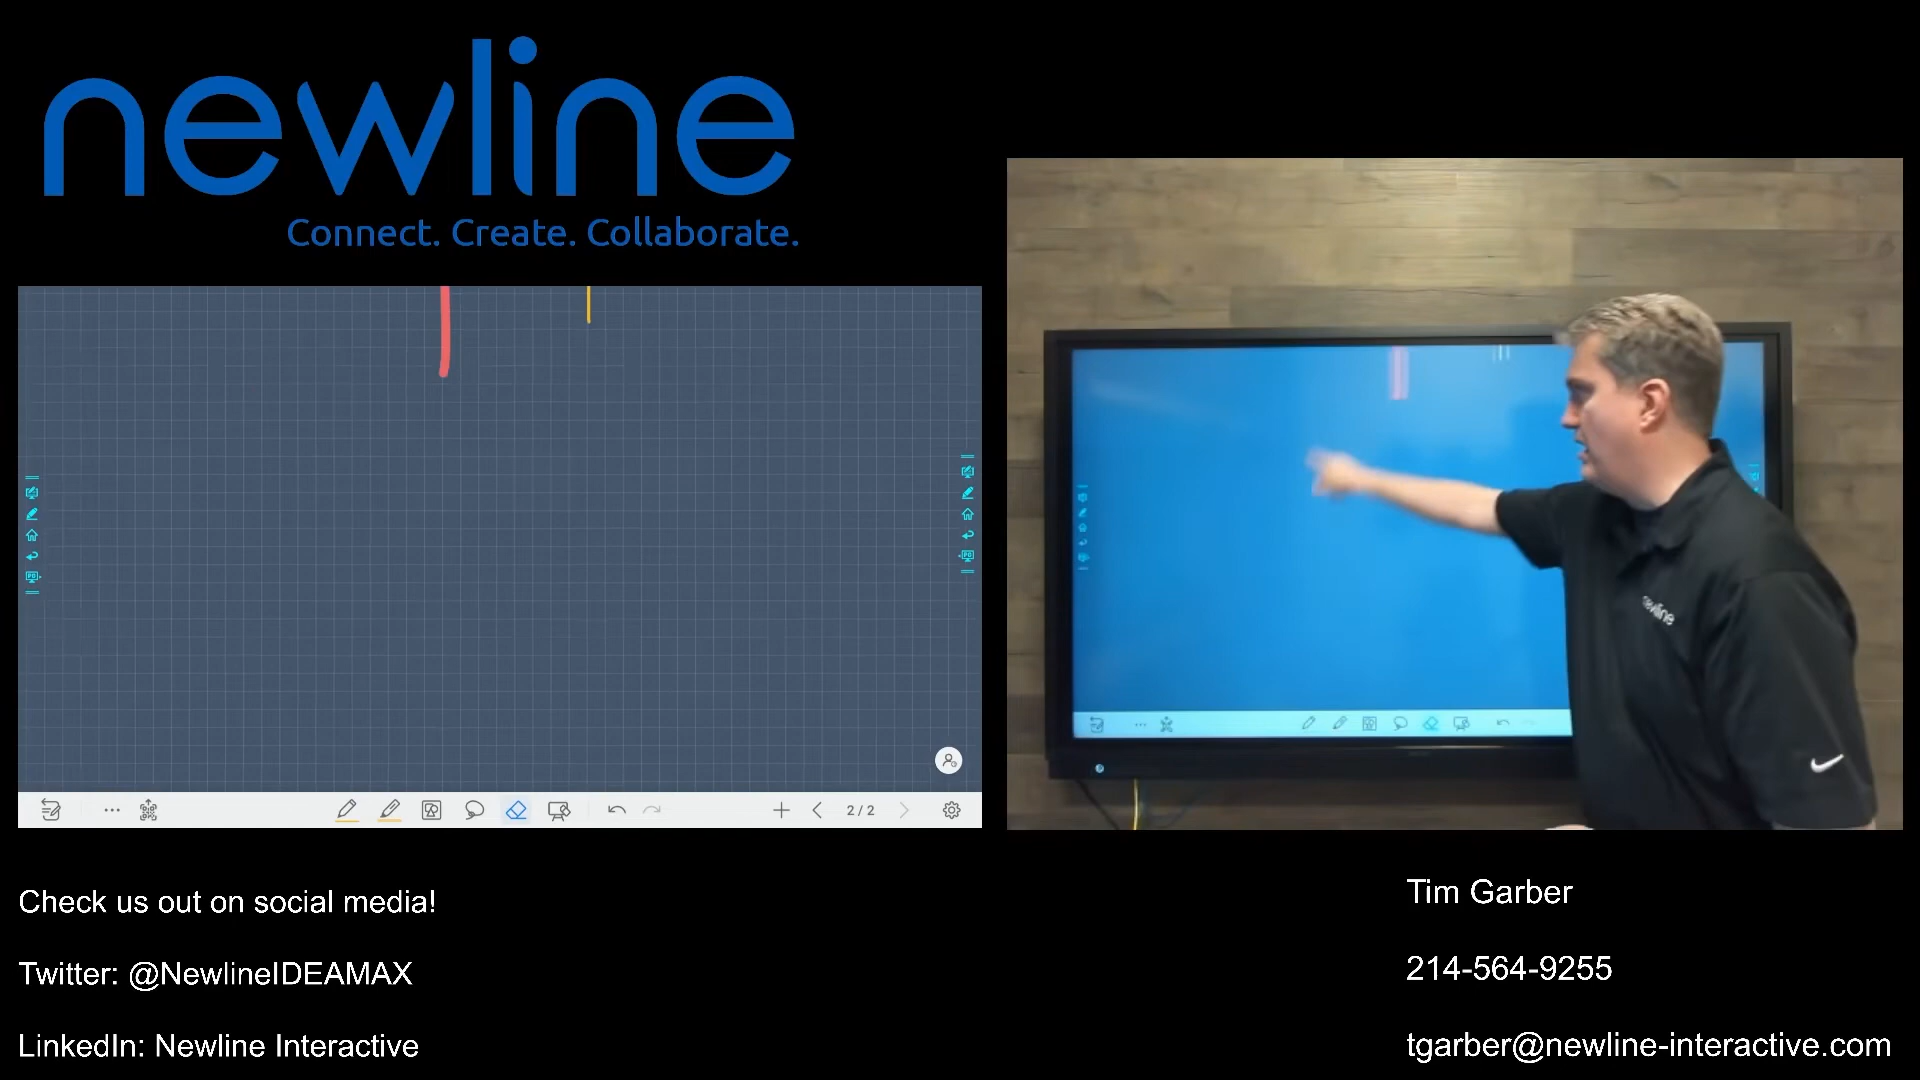 newline
Connect. Create. Collaborate.
newline
2 / 2
Check us out on social media!
Twitter: @NewlineIDEAMAX
LinkedIn: Newline Interactive
Tim Garber
214-564-9255
tgarber@newline-interactive.com